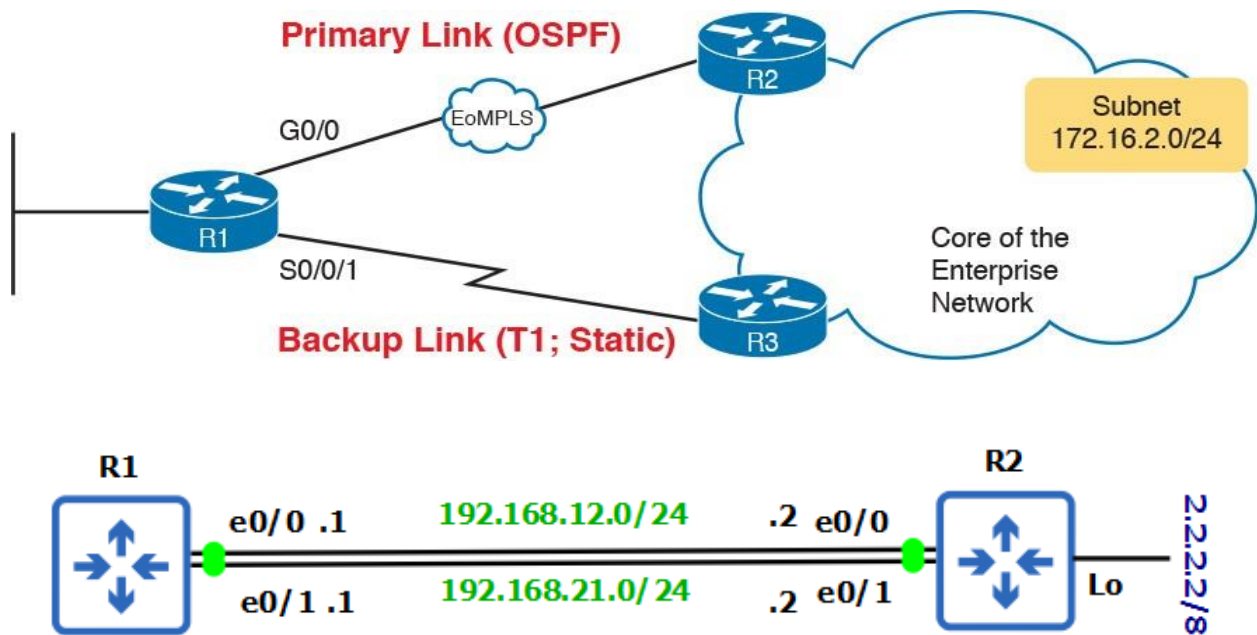 Primary Link (OSPF)
R2
EoMPLS
Subnet
172.16.2.0/24
G0/0
R1
S0/0/1
Core of the
Enterprise
Network
Backup Link (T1; Static)
R3
R1
R2
e0/0 .1
192.168.12.0/24
.2
e0/0
e0/1 .1
192.168.21.0/24
.2
e0/1
Lo
2.2.2.2/8